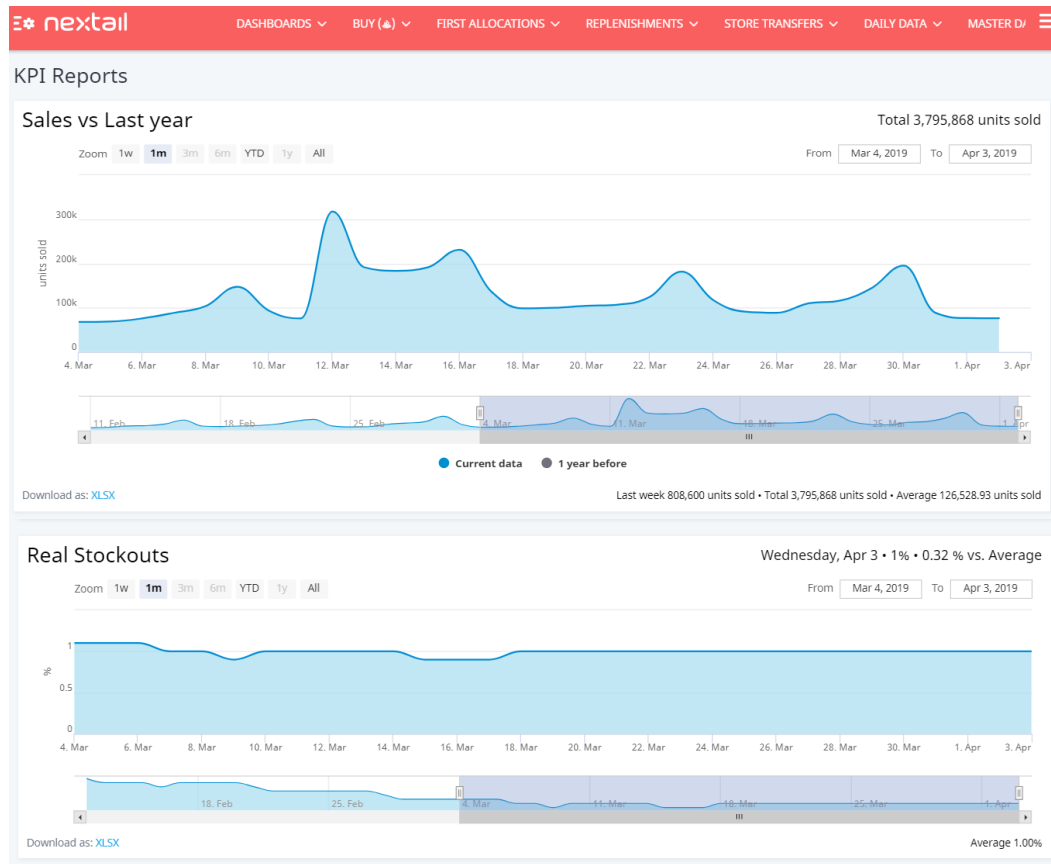 nextail DASHBOARDS BUY ( ) FIRST ALLOCATIONS REPLENISHMENTS STORE TRANSFERS DAILY DATA MASTER DA
KPI Reports
Sales vs Last year Total 3,795,868 units sold
Zoom 1w 1m 3m 6m YTD 1y All From Mar 4, 2019 To Apr 3, 2019
units sold
300k
200k
100k
0
4. Mar 6. Mar 8. Mar 10. Mar 12. Mar 14. Mar 16. Mar 18. Mar 20. Mar 22. Mar 24. Mar 26. Mar 28. Mar 30. Mar 1. Apr 3. Apr
11. Feb 18. Feb 25. Feb 4. Mar 11. Mar 18. Mar 25. Mar 1. Apr
Current data 1 year before
Download as: XLSX Last week 808,600 units sold • Total 3,795,868 units sold • Average 126,528.93 units sold
Real Stockouts Wednesday, Apr 3 • 1% • 0.32 % vs. Average
Zoom 1w 1m 3m 6m YTD 1y All From Mar 4, 2019 To Apr 3, 2019
%
1
0.5
0
4. Mar 6. Mar 8. Mar 10. Mar 12. Mar 14. Mar 16. Mar 18. Mar 20. Mar 22. Mar 24. Mar 26. Mar 28. Mar 30. Mar 1. Apr 3. Apr
18. Feb 25. Feb 4. Mar 11. Mar 18. Mar 25. Mar 1. Apr
Download as: XLSX Average 1.00%